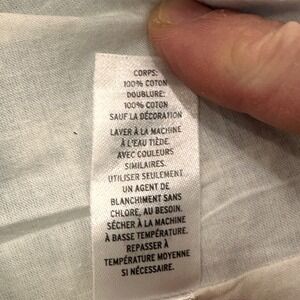 CORPS:
100% COTON
DOUBLURE:
100% COTON
SAUF LA DÉCORATION
LAVER À LA MACHINE
À L'EAU TIÈDE.
AVEC COULEURS
SIMILAIRES.
UTILISER SEULEMENT
UN AGENT DE
BLANCHIMENT SANS
CHLORE, AU BESOIN.
SÉCHER À LA MACHINE
À BASSE TEMPÉRATURE.
REPASSER À
TEMPÉRATURE MOYENNE
SI NÉCESSAIRE.